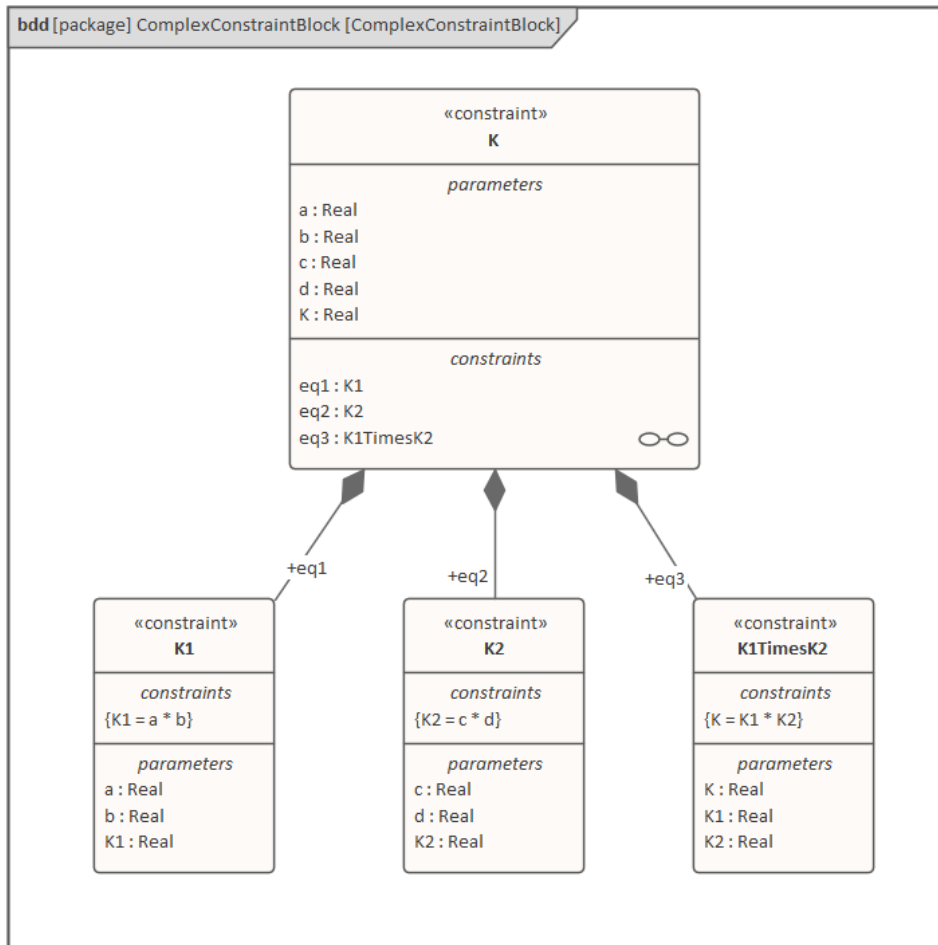 bdd [package] ComplexConstraintBlock [ComplexConstraintBlock]
«constraint»
K
parameters
a : Real
b : Real
c : Real
d : Real
K : Real
constraints
eq1 : K1
eq2 : K2
eq3 : K1TimesK2
+eq1
+eq2
+eq3
«constraint»
K1
constraints
{K1 = a * b}
parameters
a : Real
b : Real
K1 : Real
«constraint»
K2
constraints
{K2 = c * d}
parameters
c : Real
d : Real
K2 : Real
«constraint»
K1TimesK2
constraints
{K = K1 * K2}
parameters
K : Real
K1 : Real
K2 : Real